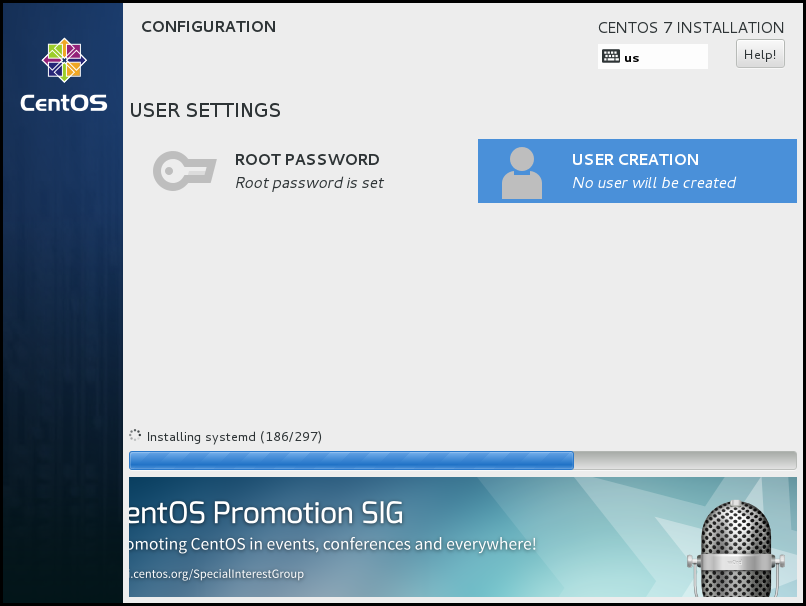 CentOS
CONFIGURATION
CENTOS 7 INSTALLATION
us
Help!
USER SETTINGS
ROOT PASSWORD
Root password is set
USER CREATION
No user will be created
Installing systemd (186/297)
entOS Promotion SIG
omoting CentOS in events, conferences and everywhere!
.centos.org/SpecialInterestGroup